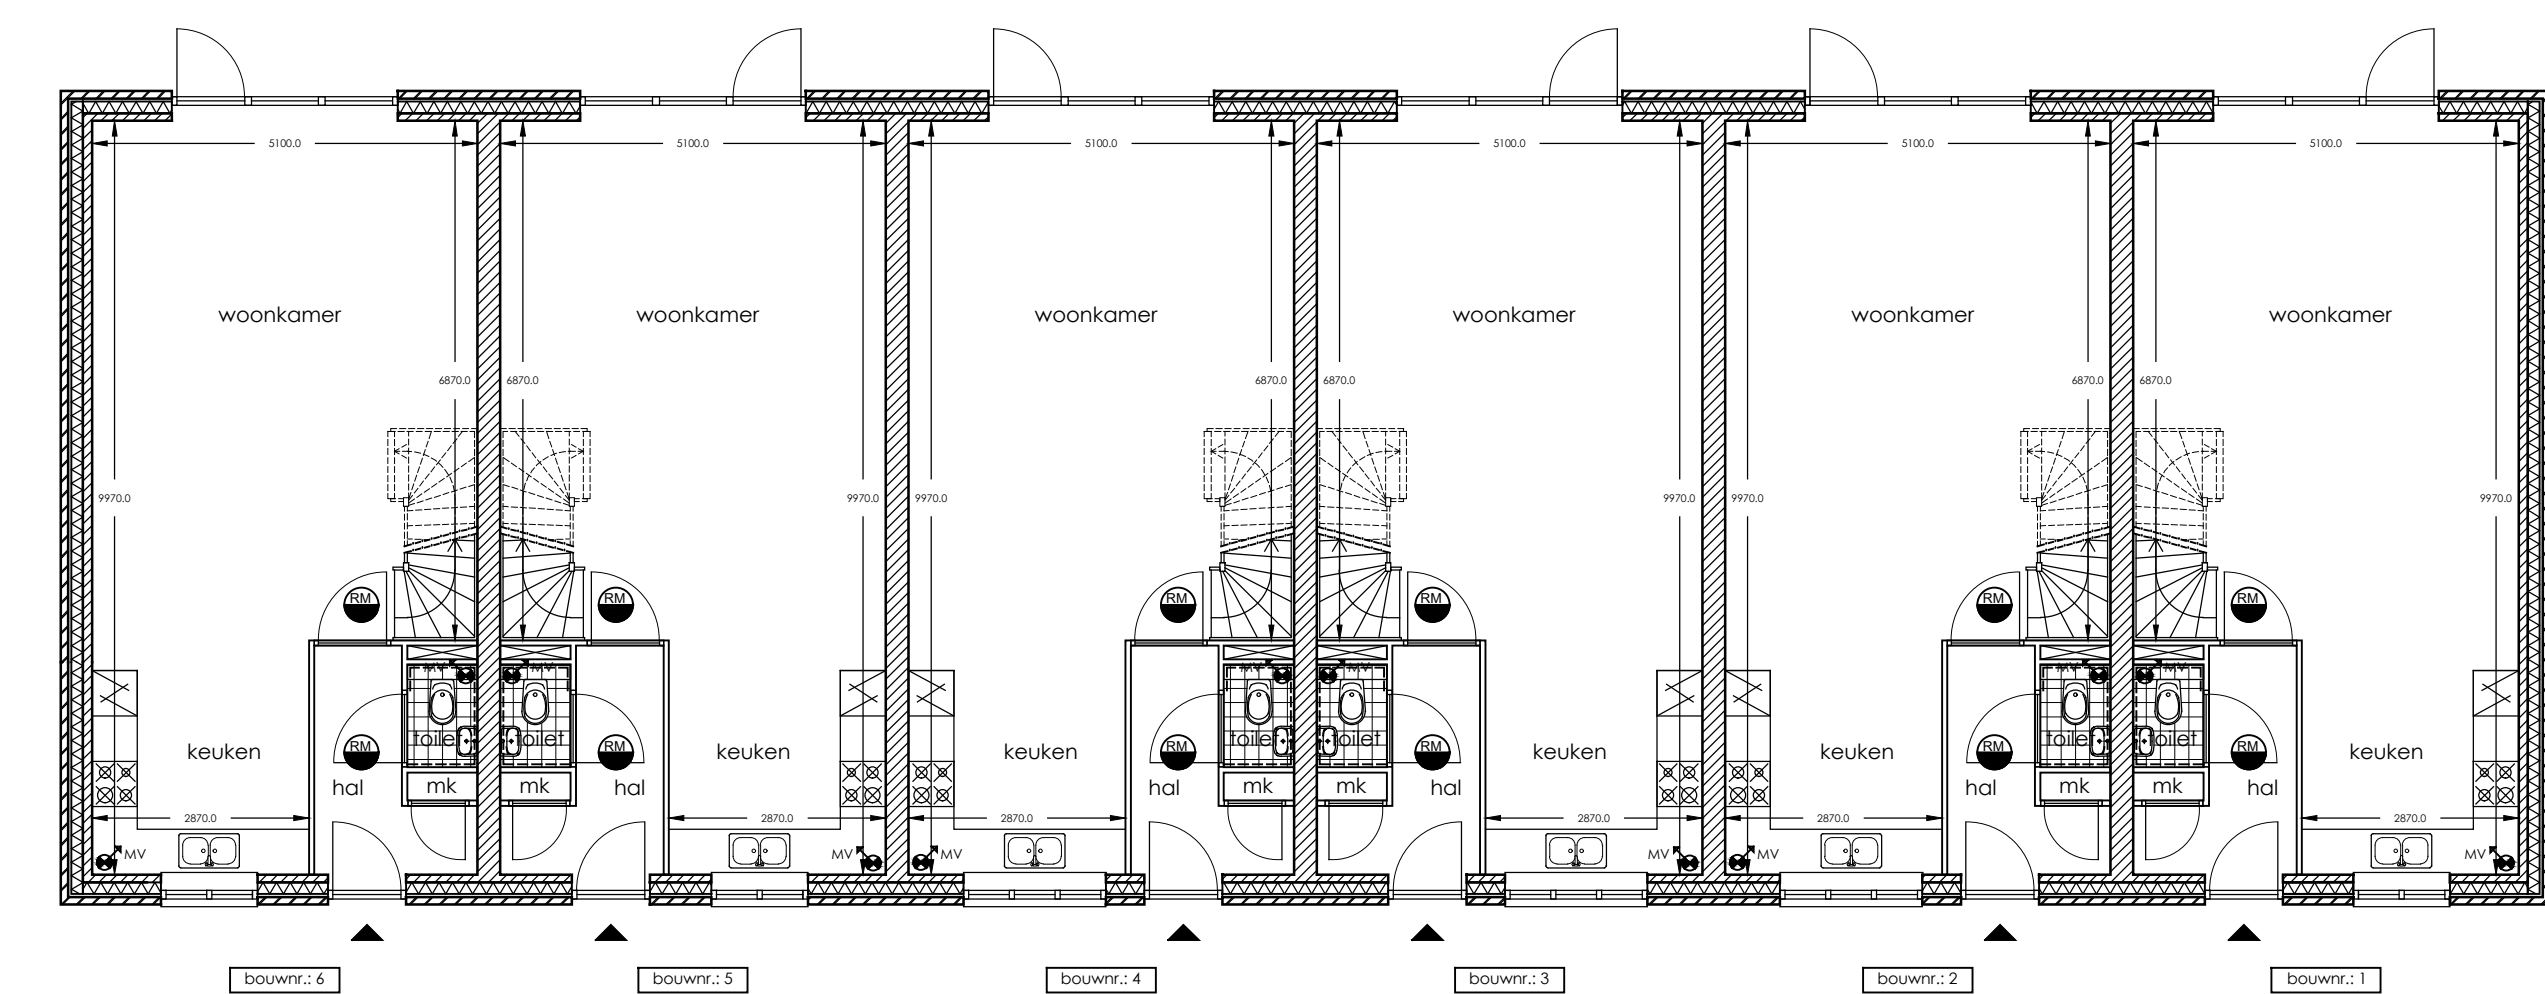 5100.0 5100.0 5100.0 5100.0 5100.0 5100.0
woonkamer woonkamer woonkamer woonkamer woonkamer woonkamer
6870.0 6870.0 6870.0 6870.0 6870.0 6870.0
9970.0 9970.0 9970.0 9970.0 9970.0 9970.0
RM RM RM RM RM RM
MV MV MV MV MV MV
toilet toilet toilet toilet toilet toilet
keuken RM RM keuken keuken RM RM keuken keuken RM RM keuken
hal mk mk hal hal mk mk hal hal mk mk hal
2870.0 2870.0 2870.0 2870.0 2870.0 2870.0
MV MV MV MV MV MV
bouwnr.: 6 bouwnr.: 5 bouwnr.: 4 bouwnr.: 3 bouwnr.: 2 bouwnr.: 1